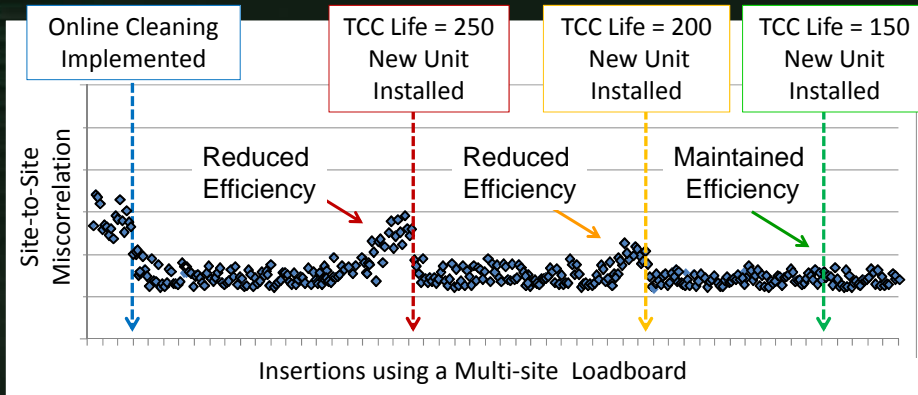 Online Cleaning
Implemented
TCC Life = 250
New Unit
Installed
TCC Life = 200
New Unit
Installed
TCC Life = 150
New Unit
Installed
Reduced
Efficiency
Reduced
Efficiency
Maintained
Efficiency
Site-to-Site
Miscorrelation
Insertions using a Multi-site Loadboard